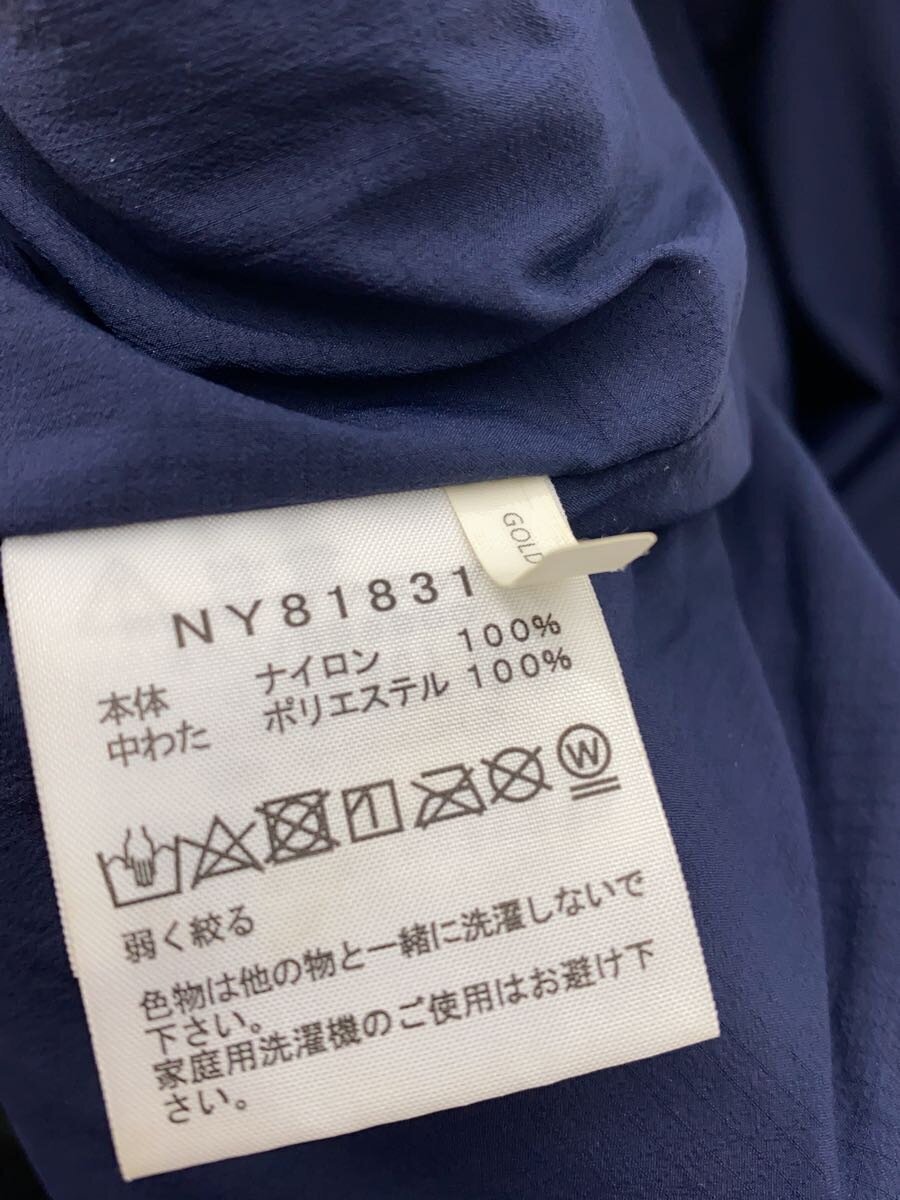 GOLD
NY81831
本体 ナイロン 100%
中わた ポリエステル 100%
W
弱く絞る
色物は他の物と一緒に洗濯しないで
下さい。
家庭用洗濯機のご使用はお避け下
さい。